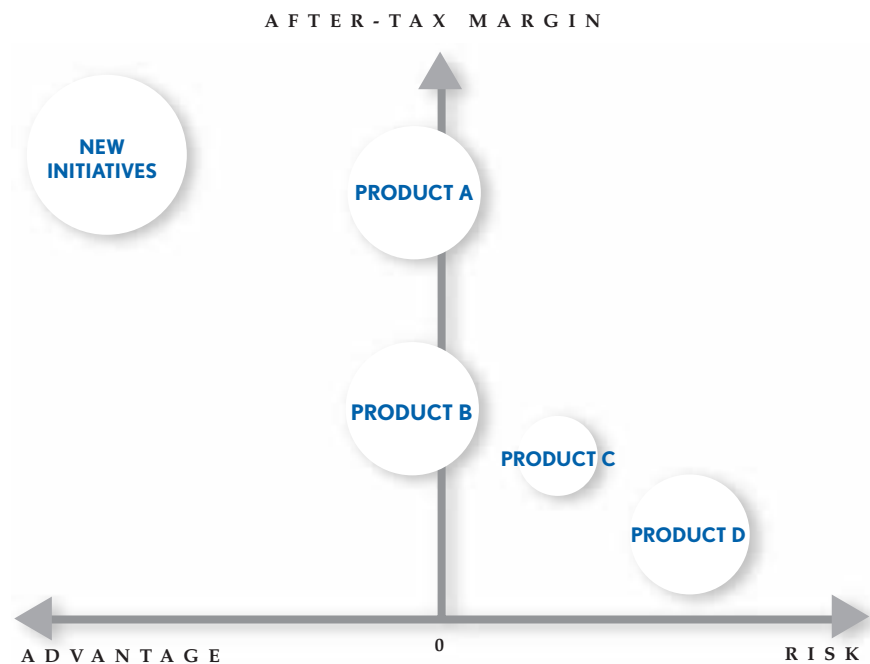 AFTER-TAX MARGIN
NEW
INITIATIVES
PRODUCT A
PRODUCT B
PRODUCT C
PRODUCT D
0
ADVANTAGE
RISK